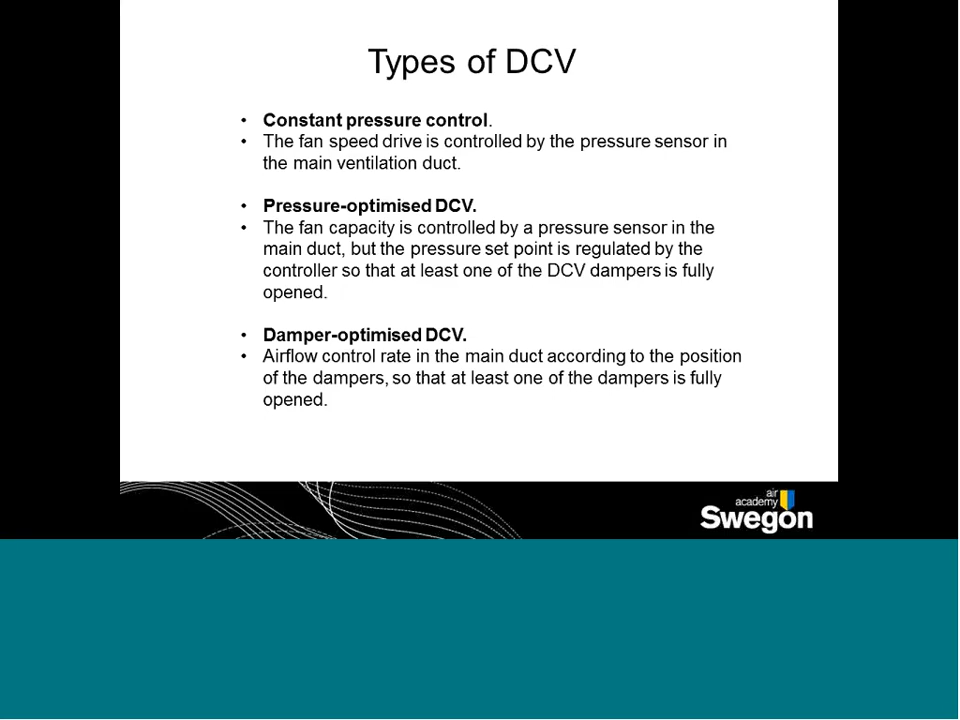 Types of DCV
• Constant pressure control.
• The fan speed drive is controlled by the pressure sensor in
the main ventilation duct.
• Pressure-optimised DCV.
• The fan capacity is controlled by a pressure sensor in the
main duct, but the pressure set point is regulated by the
controller so that at least one of the DCV dampers is fully
opened.
• Damper-optimised DCV.
• Airflow control rate in the main duct according to the position
of the dampers, so that at least one of the dampers is fully
opened.
air
academy
Swegon